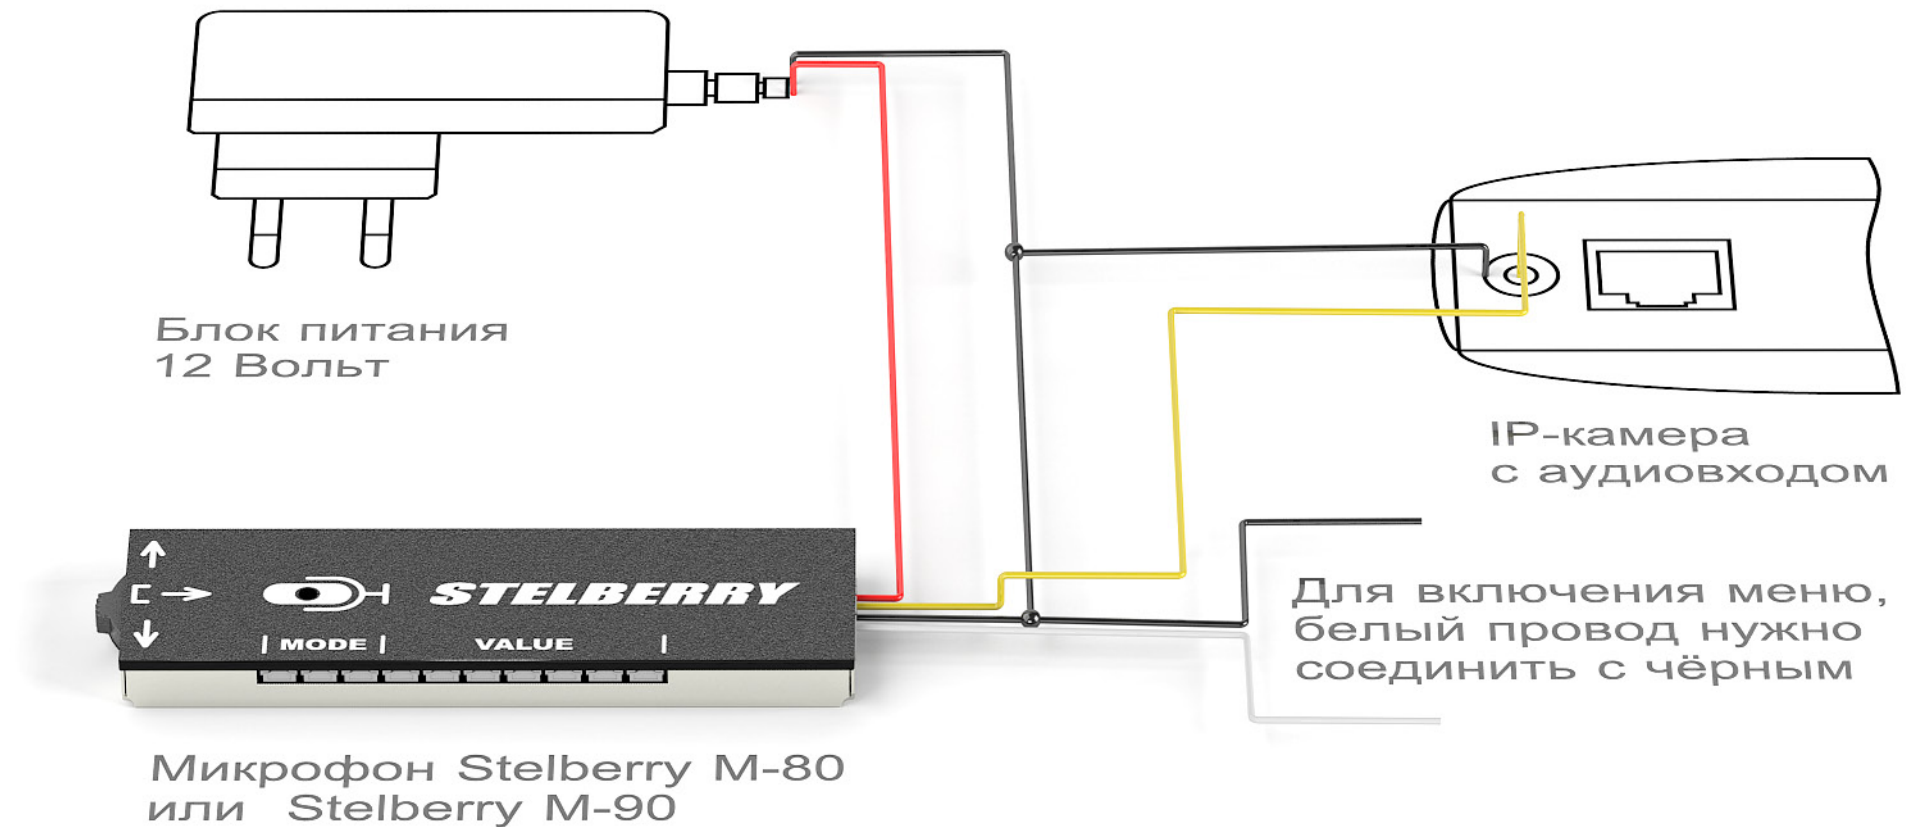 Блок питания
12 Вольт
IP-камера
с аудиовходом
STELBERRY
| MODE | VALUE |
Для включения меню,
белый провод нужно
соединить с чёрным
Микрофон Stelberry M-80
или Stelberry M-90